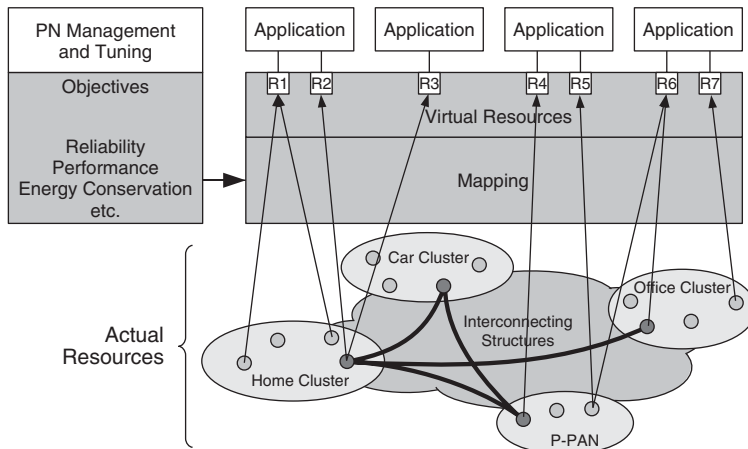 PN Management
and Tuning
Application
Application
Application
Application
Objectives
R1
R2
R3
R4
R5
R6
R7
Virtual Resources
Reliability
Performance
Energy Conservation
etc.
Mapping
Car Cluster
Office Cluster
Interconnecting
Structures
Actual
Resources
Home Cluster
P-PAN